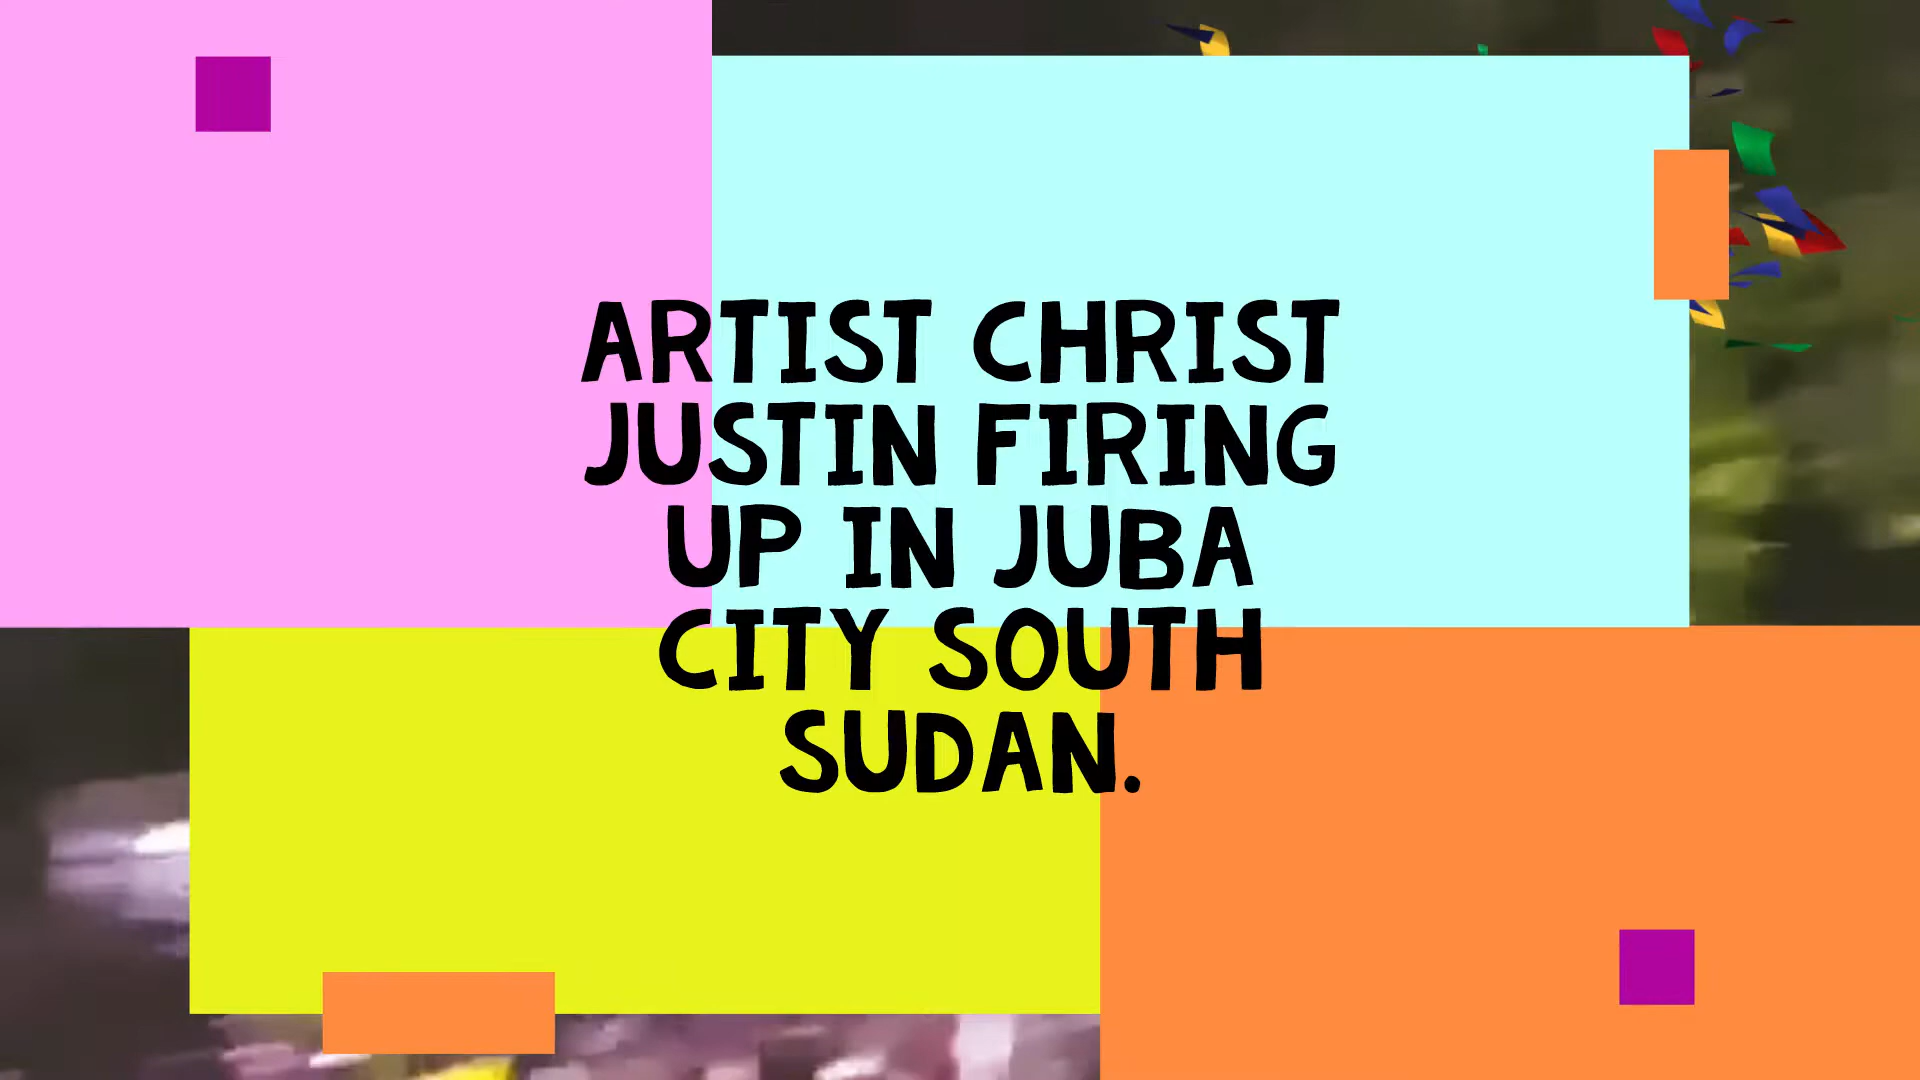 ARTIST CHRIST
JUSTIN FIRING
UP IN JUBA
CITY SOUTH
SUDAN.